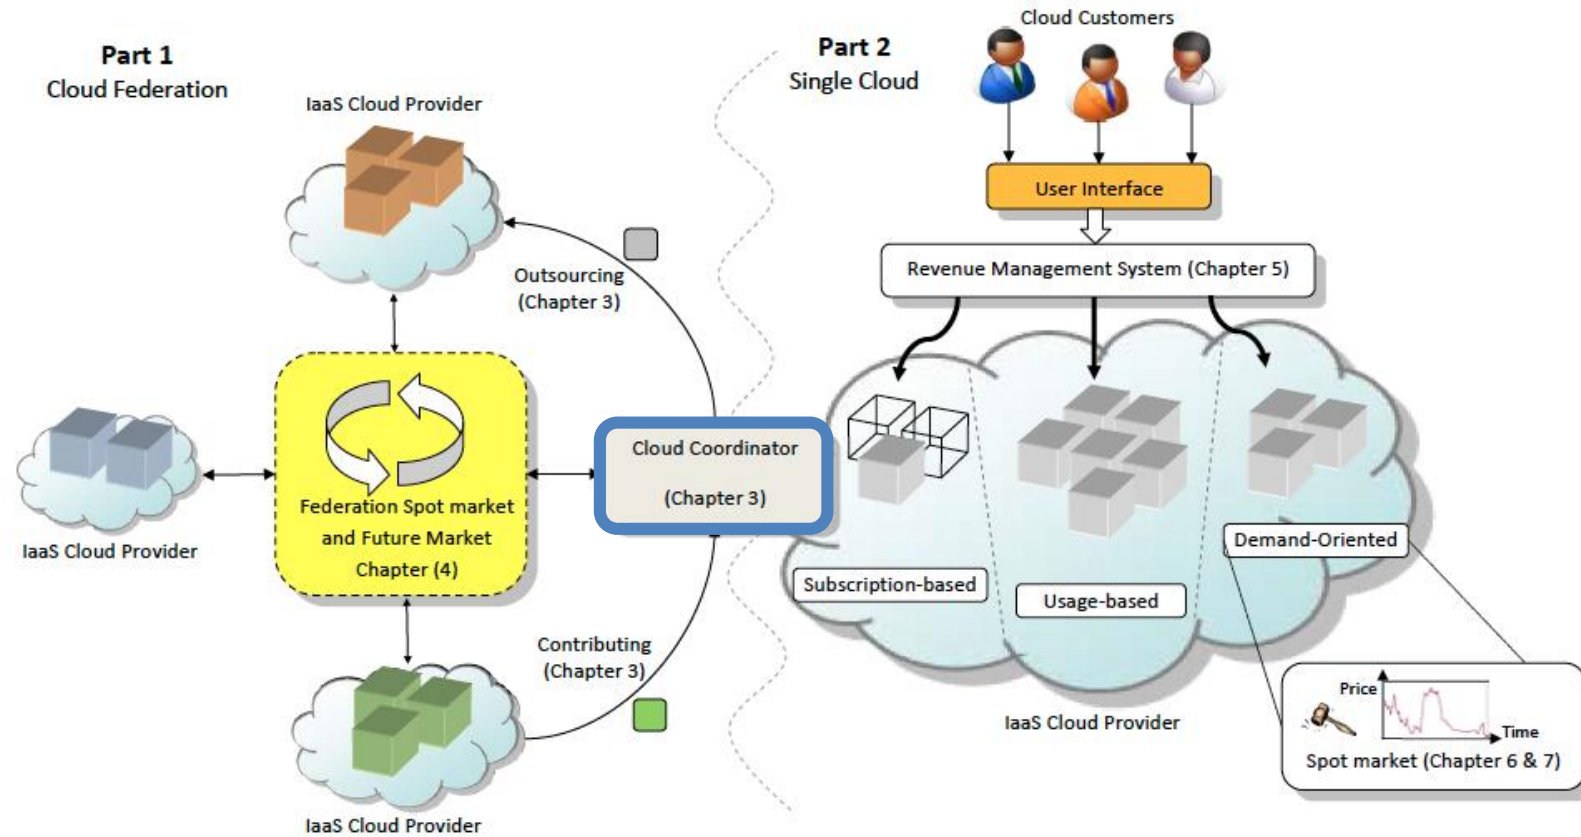 Part 1
Cloud Federation
IaaS Cloud Provider
Outsourcing
(Chapter 3)
IaaS Cloud Provider
Federation Spot market
and Future Market
Chapter (4)
Cloud Coordinator
(Chapter 3)
Contributing
(Chapter 3)
IaaS Cloud Provider
Part 2
Single Cloud
Cloud Customers
User Interface
Revenue Management System (Chapter 5)
Subscription-based
Usage-based
Demand-Oriented
IaaS Cloud Provider
Price
Time
Spot market (Chapter 6 & 7)